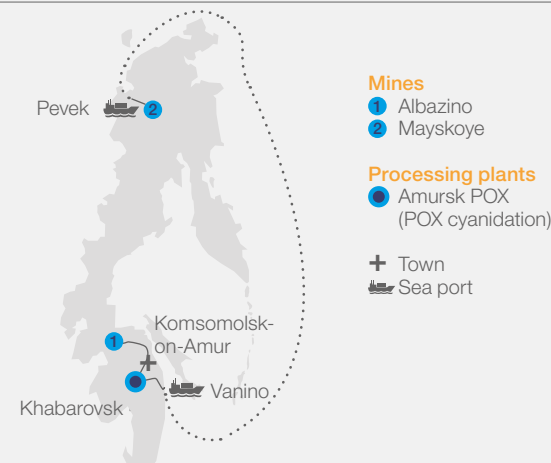 Pevek
2
Mines
1 Albazino
2 Mayskoye
Processing plants
Amursk POX
(POX cyanidation)
Town
Sea port
Komsomolsk-
on-Amur
1
Vanino
Khabarovsk